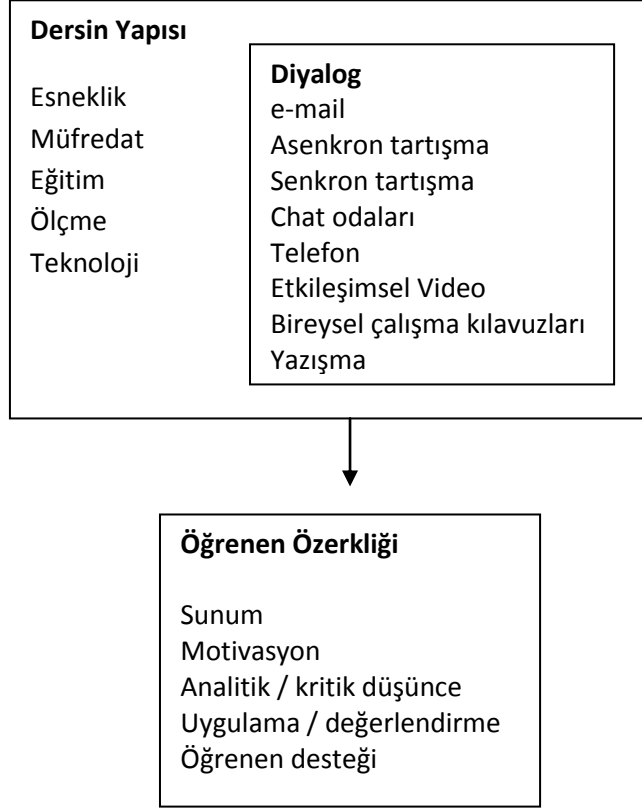 Dersin Yapısı
Esneklik
Müfredat
Eğitim
Ölçme
Teknoloji
Diyalog
e-mail
Asenkron tartışma
Senkron tartışma
Chat odaları
Telefon
Etkileşimsel Video
Bireysel çalışma kılavuzları
Yazışma
Öğrenen Özerkliği
Sunum
Motivasyon
Analitik / kritik düşünce
Uygulama / değerlendirme
Öğrenen desteği